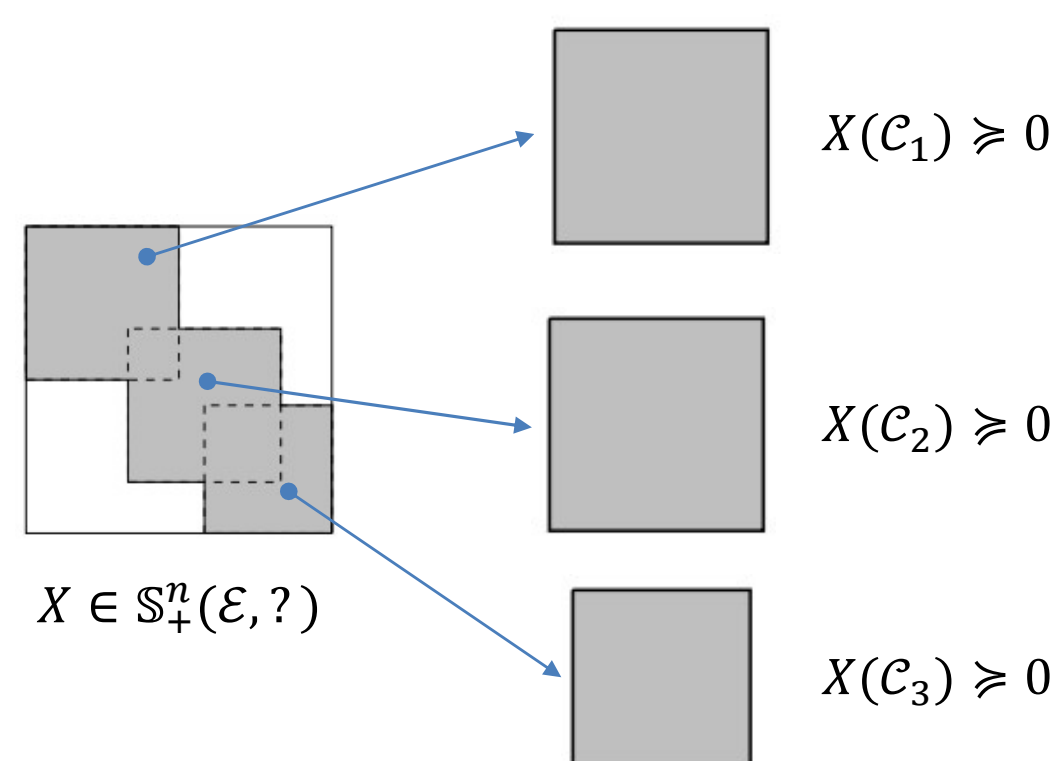 X(𝒞₁) ≽ 0
X(𝒞₂) ≽ 0
X ∈ 𝕊ⁿ₊(ℰ, ?)
X(𝒞₃) ≽ 0